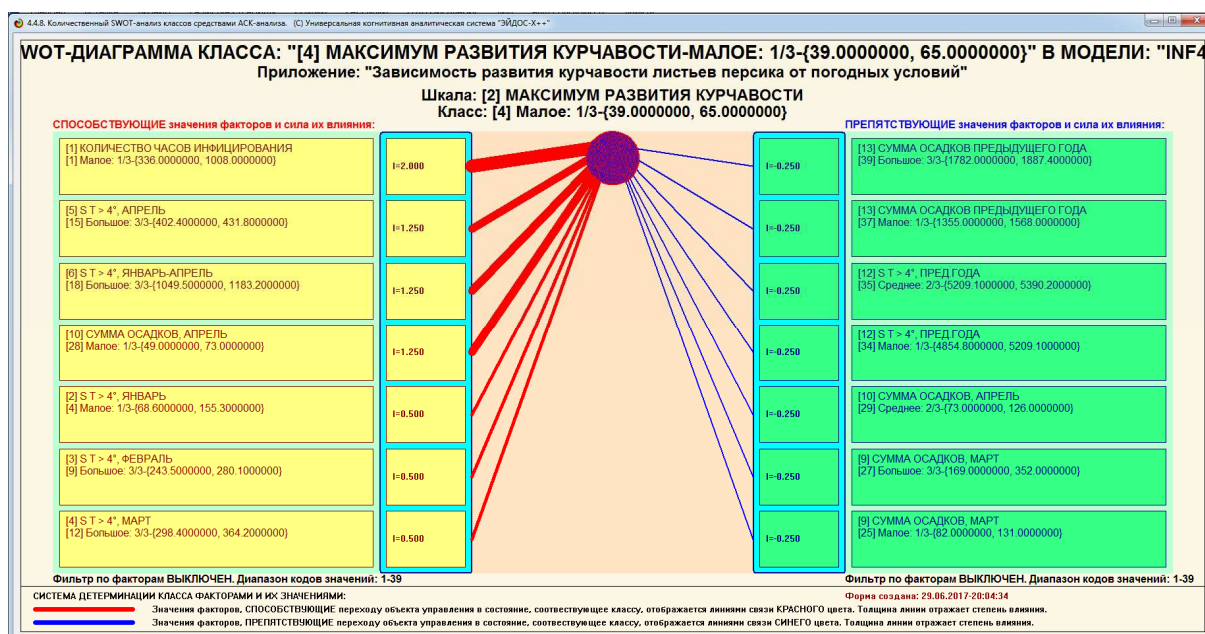 4.4.8. Количественный SWOT-анализ классов средствами АСК-анализа. (C) Универсальная когнитивная аналитическая система "ЭЙДОС-X++"
WOT-ДИАГРАММА КЛАССА: "[4] МАКСИМУМ РАЗВИТИЯ КУРЧАВОСТИ-МАЛОЕ: 1/3-{39.0000000, 65.0000000}" В МОДЕЛИ: "INF4
Приложение: "Зависимость развития курчавости листьев персика от погодных условий"
Шкала: [2] МАКСИМУМ РАЗВИТИЯ КУРЧАВОСТИ
Класс: [4] Малое: 1/3-{39.0000000, 65.0000000}
СПОСОБСТВУЮЩИЕ значения факторов и сила их влияния:
[1] КОЛИЧЕСТВО ЧАСОВ ИНФИЦИРОВАНИЯ
[1] Малое: 1/3-{336.0000000, 1008.0000000}
I=2.000
[5] S T > 4°, АПРЕЛЬ
[15] Большое: 3/3-{402.4000000, 431.8000000}
I=1.250
[6] S T > 4°, ЯНВАРЬ-АПРЕЛЬ
[18] Большое: 3/3-{1049.5000000, 1183.2000000}
I=1.250
[10] СУММА ОСАДКОВ, АПРЕЛЬ
[28] Малое: 1/3-{49.0000000, 73.0000000}
I=1.250
[2] S T > 4°, ЯНВАРЬ
[4] Малое: 1/3-{68.6000000, 155.3000000}
I=0.500
[3] S T > 4°, ФЕВРАЛЬ
[9] Большое: 3/3-{243.5000000, 280.1000000}
I=0.500
[4] S T > 4°, МАРТ
[12] Большое: 3/3-{298.4000000, 364.2000000}
I=0.500
Фильтр по факторам ВЫКЛЮЧЕН. Диапазон кодов значений: 1-39
ПРЕПЯТСТВУЮЩИЕ значения факторов и сила их влияния:
I=-0.250
[13] СУММА ОСАДКОВ ПРЕДЫДУЩЕГО ГОДА
[39] Большое: 3/3-{1782.0000000, 1887.4000000}
I=-0.250
[13] СУММА ОСАДКОВ ПРЕДЫДУЩЕГО ГОДА
[37] Малое: 1/3-{1355.0000000, 1568.0000000}
I=-0.250
[12] S T > 4°, ПРЕД.ГОДА
[35] Среднее: 2/3-{5209.1000000, 5390.2000000}
I=-0.250
[12] S T > 4°, ПРЕД.ГОДА
[34] Малое: 1/3-{4854.8000000, 5209.1000000}
I=-0.250
[10] СУММА ОСАДКОВ, АПРЕЛЬ
[29] Среднее: 2/3-{73.0000000, 126.0000000}
I=-0.250
[9] СУММА ОСАДКОВ, МАРТ
[27] Большое: 3/3-{169.0000000, 352.0000000}
I=-0.250
[9] СУММА ОСАДКОВ, МАРТ
[25] Малое: 1/3-{82.0000000, 131.0000000}
Фильтр по факторам ВЫКЛЮЧЕН. Диапазон кодов значений: 1-39
СИСТЕМА ДЕТЕРМИНАЦИИ КЛАССА ФАКТОРАМИ И ИХ ЗНАЧЕНИЯМИ:
Форма создана: 29.06.2017-20:04:34
Значения факторов, СПОСОБСТВУЮЩИЕ переходу объекта управления в состояние, соотвествующее классу, отображается линиями связи КРАСНОГО цвета. Толщина линии отражает степень влияния.
Значения факторов, ПРЕПЯТСТВУЮЩИЕ переходу объекта управления в состояние, соотвествующее классу, отображается линиями связи СИНЕГО цвета. Толщина линии отражает степень влияния.